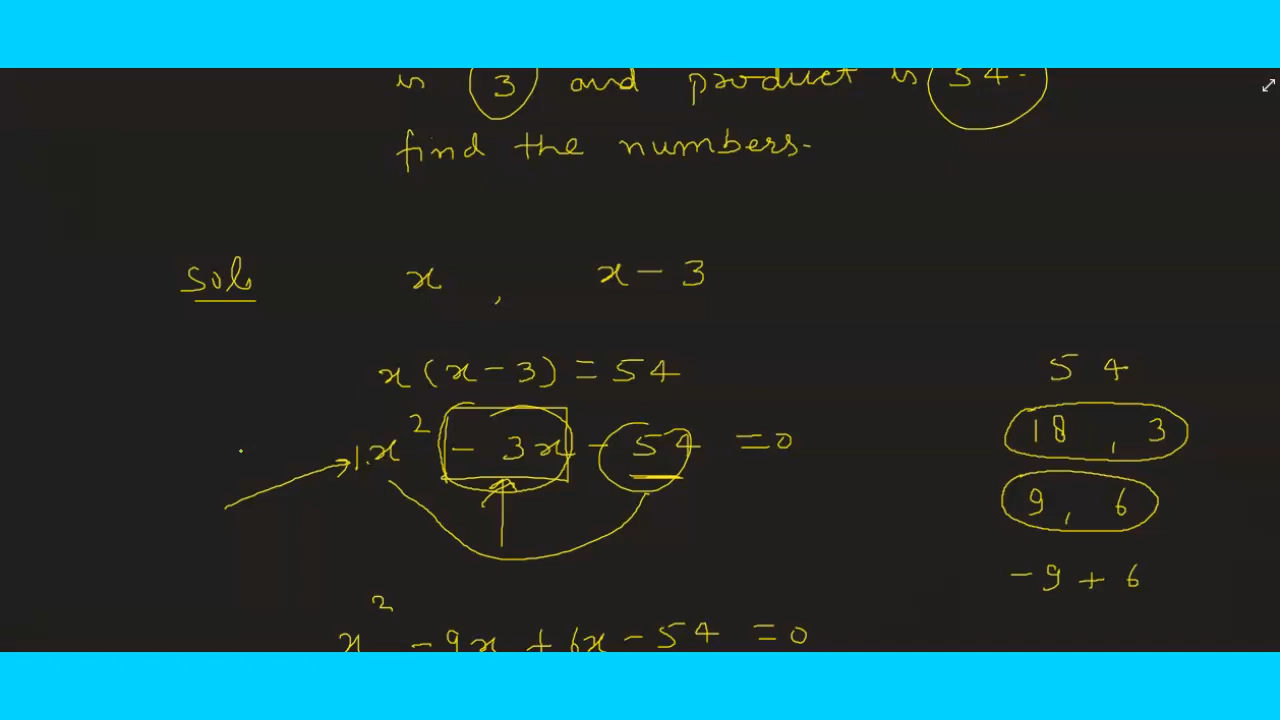 is 3 and product is 54.
find the numbers.
Sol x , x - 3
x (x - 3) = 54
54
1.x² - 3x - 54 = 0
18 , 3
9 , 6
- 9 + 6
x² - 9x + 6x - 54 = 0